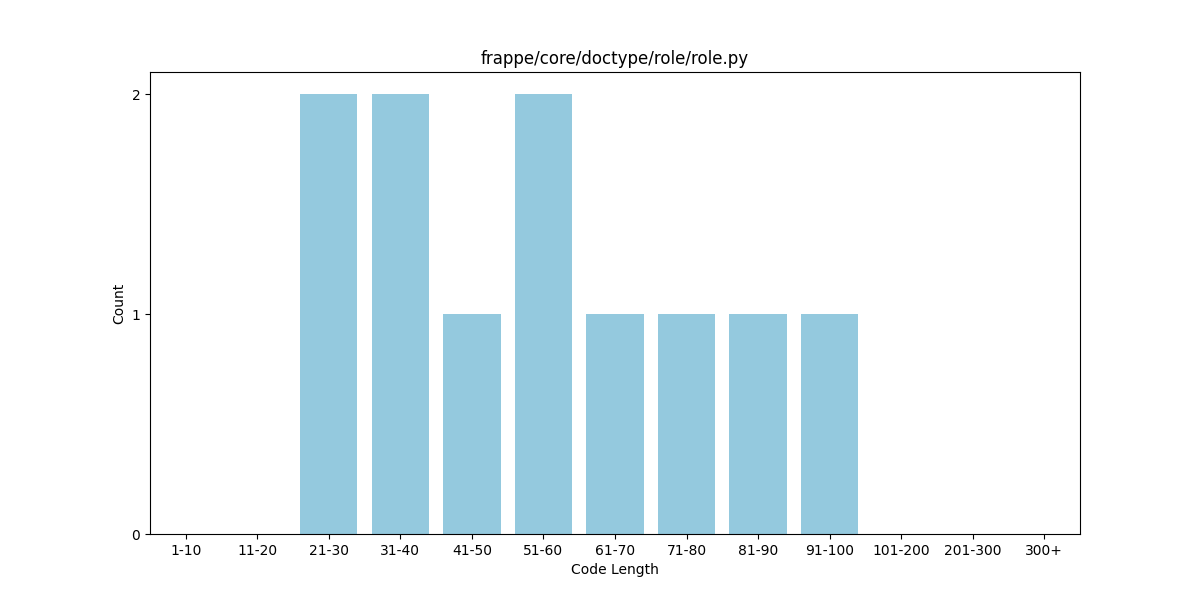 frappe/core/doctype/role/role.py
Count
2
1
0
1-10 11-20 21-30 31-40 41-50 51-60 61-70 71-80 81-90 91-100 101-200 201-300 300+
Code Length